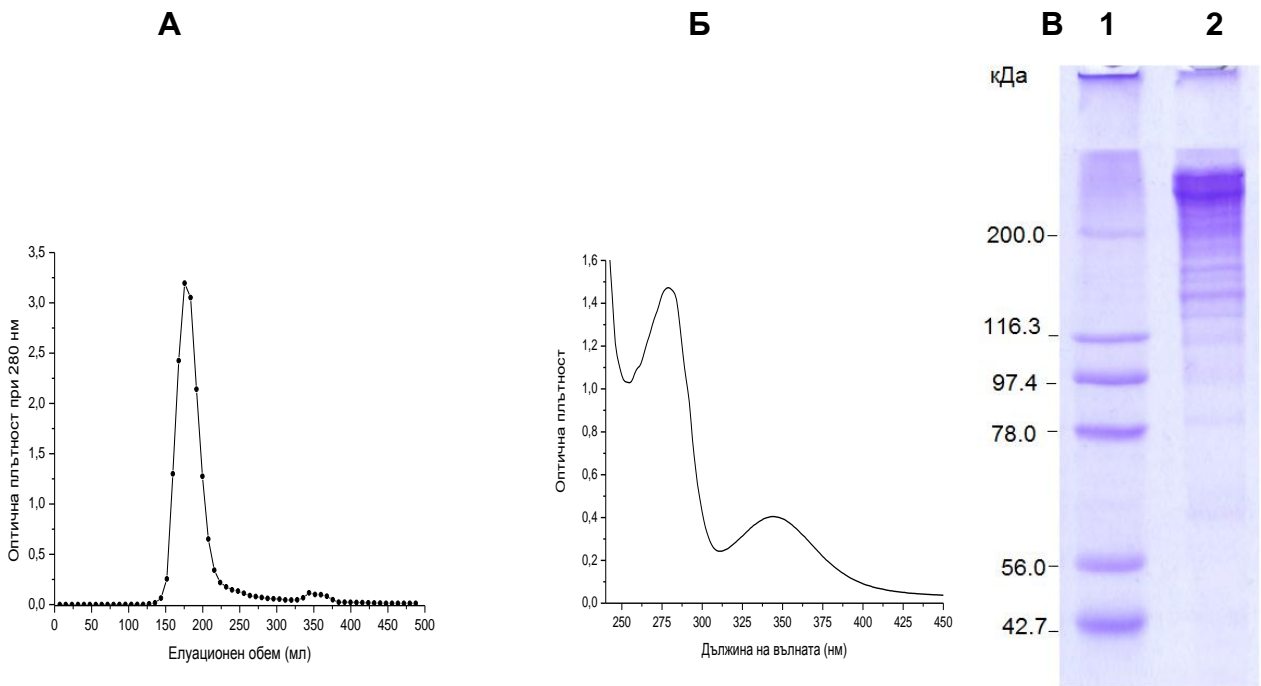 А
Б
В 1 2
кДа
200.0
116.3
97.4
78.0
56.0
42.7
Оптична плътност при 280 нм
3,5
3,0
2,5
2,0
1,5
1,0
0,5
0,0
0 50 100 150 200 250 300 350 400 450 500
Елуационен обем (мл)
Оптична плътност
1,6
1,4
1,2
1,0
0,8
0,6
0,4
0,2
0,0
250 275 300 325 350 375 400 425 450
Дължина на вълната (нм)